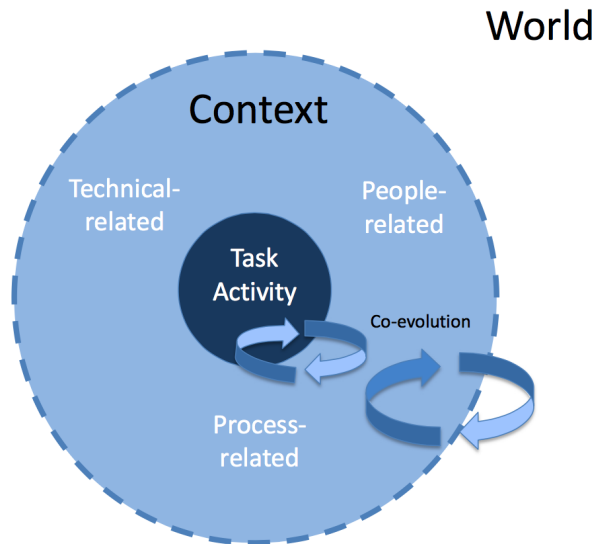 World
Context
Technical-
related
People-
related
Task
Activity
Co-evolution
Process-
related